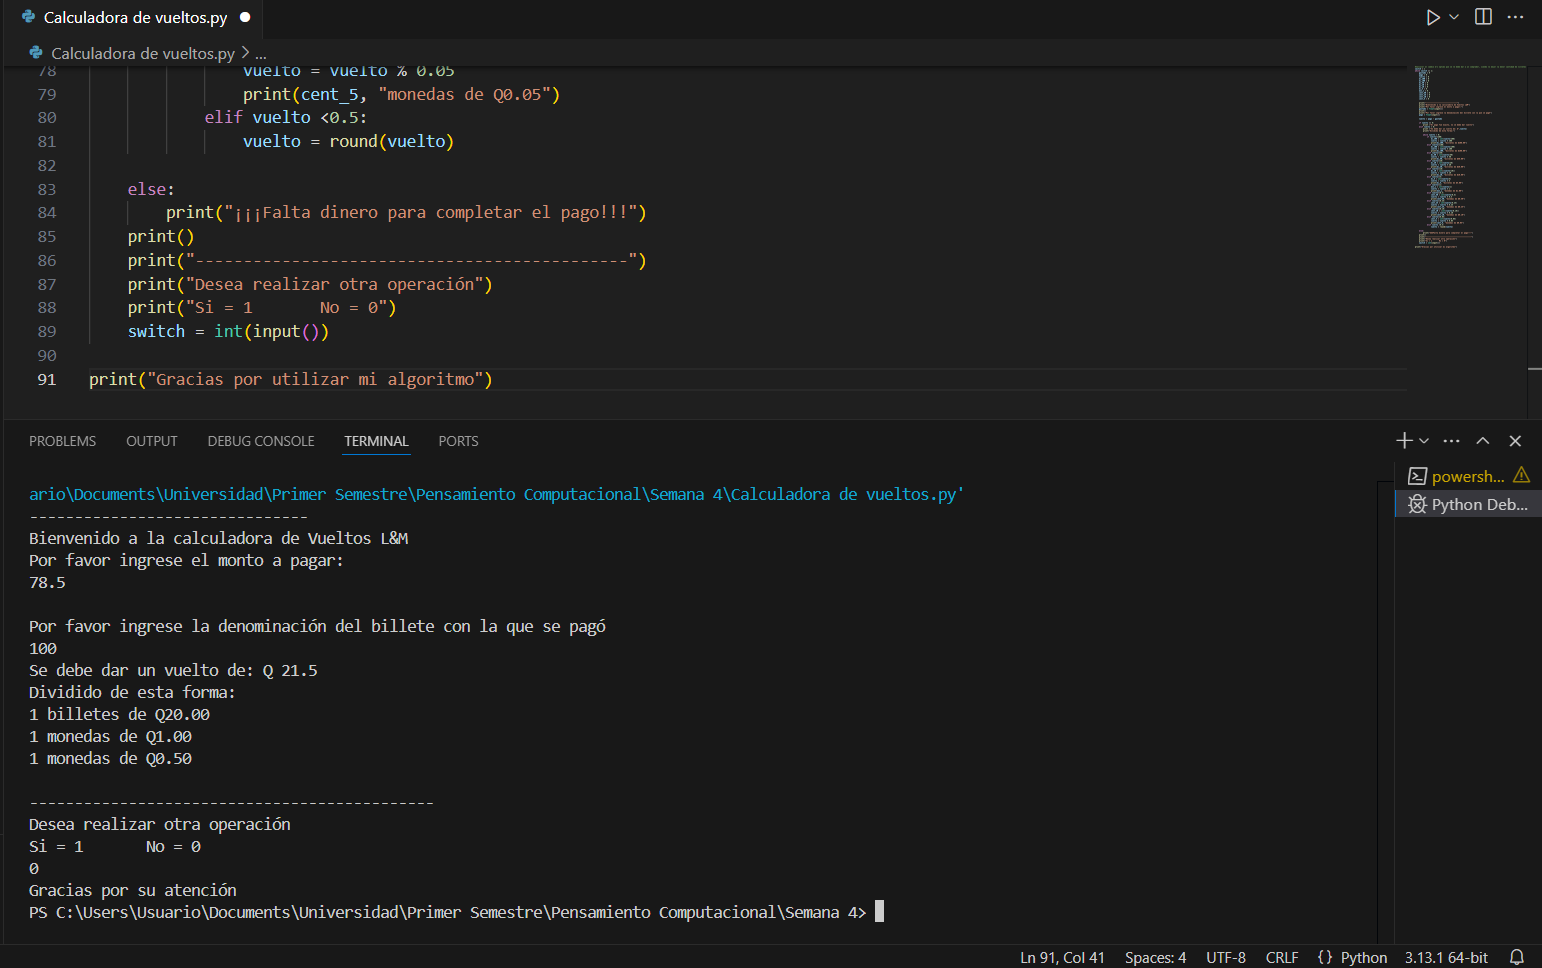 Calculadora de vueltos.py
Calculadora de vueltos.py > ...
78 vuelto = vuelto % 0.05
79 print(cent_5, "monedas de Q0.05")
80 elif vuelto <0.5:
81 vuelto = round(vuelto)
82
83 else:
84 print("¡¡¡Falta dinero para completar el pago!!!")
85 print()
86 print("---------------------------------------------")
87 print("Desea realizar otra operación")
88 print("Si = 1       No = 0")
89 switch = int(input())
90
91 print("Gracias por utilizar mi algoritmo")
PROBLEMS OUTPUT DEBUG CONSOLE TERMINAL PORTS
powersh...
Python Deb...
ario\Documents\Universidad\Primer Semestre\Pensamiento Computacional\Semana 4\Calculadora de vueltos.py'
-------------------------------
Bienvenido a la calculadora de Vueltos L&M
Por favor ingrese el monto a pagar:
78.5
Por favor ingrese la denominación del billete con la que se pagó
100
Se debe dar un vuelto de: Q 21.5
Dividido de esta forma:
1 billetes de Q20.00
1 monedas de Q1.00
1 monedas de Q0.50
---------------------------------------------
Desea realizar otra operación
Si = 1       No = 0
0
Gracias por su atención
PS C:\Users\Usuario\Documents\Universidad\Primer Semestre\Pensamiento Computacional\Semana 4>
Ln 91, Col 41 Spaces: 4 UTF-8 CRLF {} Python 3.13.1 64-bit